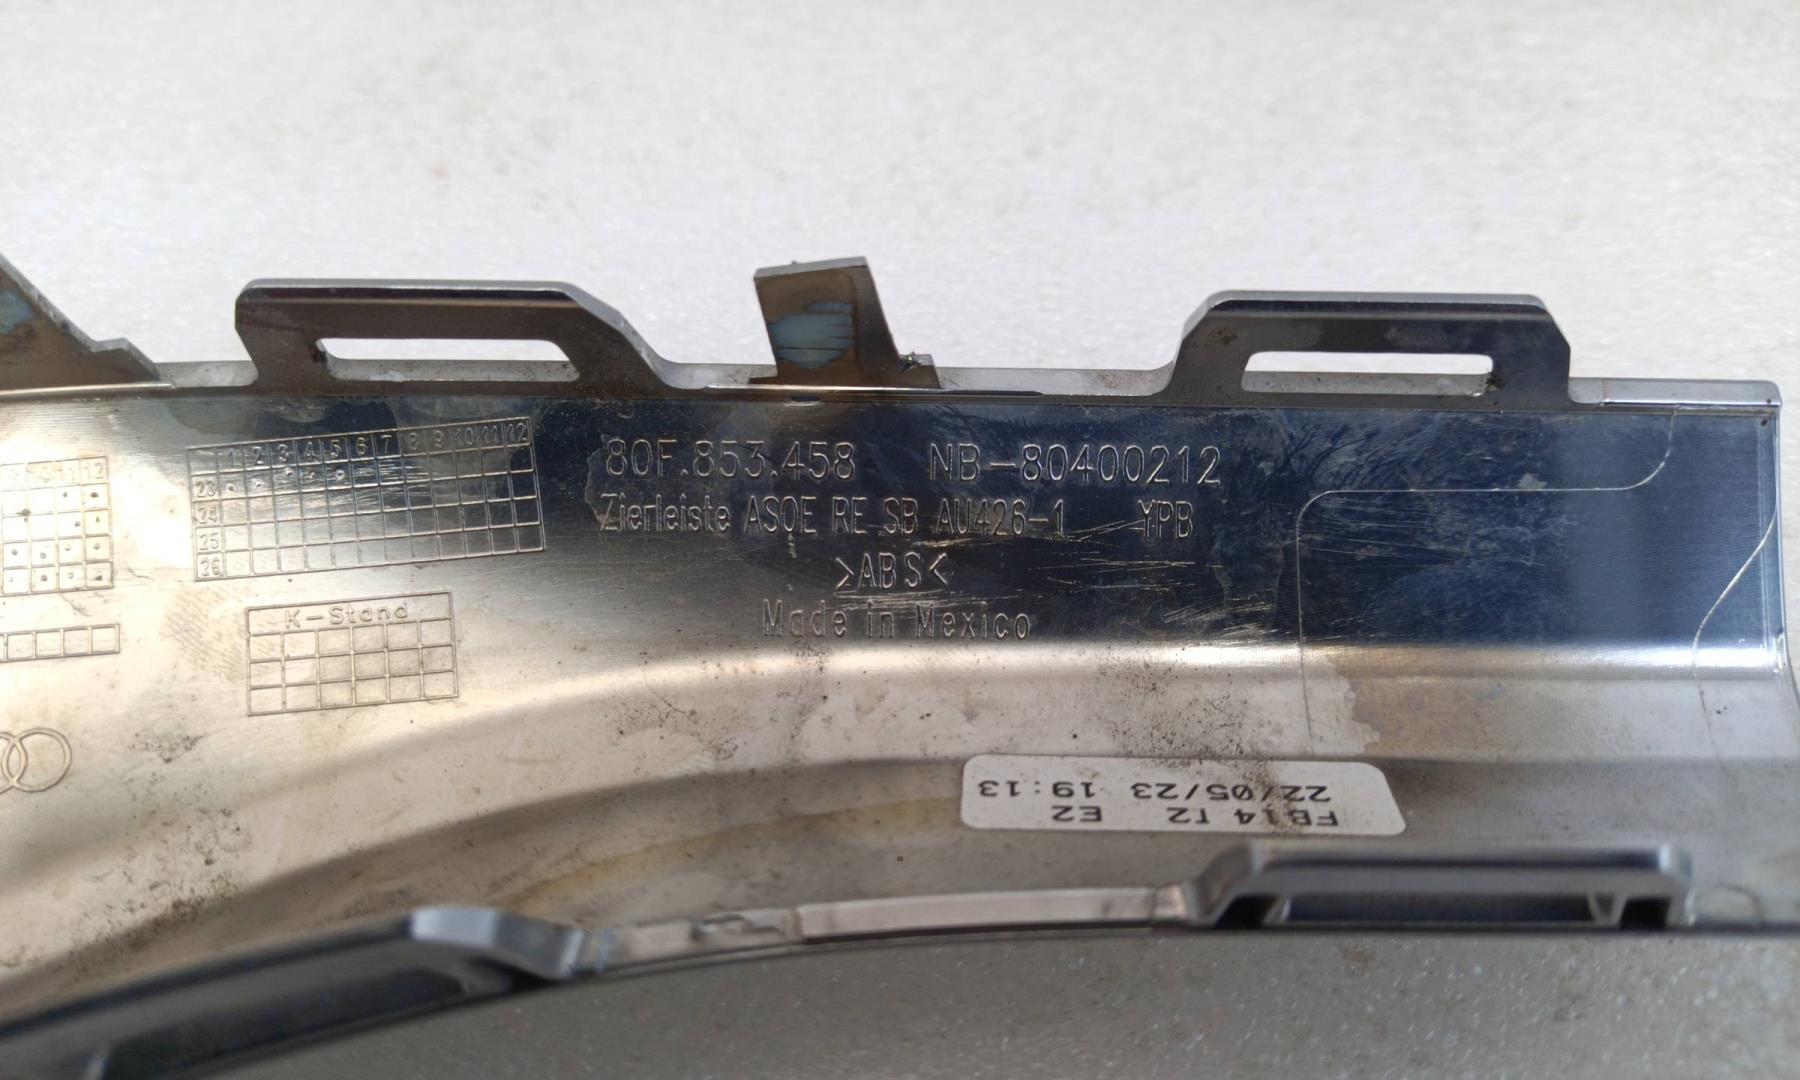 80F.853.458 NB-80400212
Zierleiste ASOE RE SB AU426-1 YPB
>ABS<
Made in Mexico
1 2 3 4 5 6 7 8 9 10 11 12
23
24
25
26
K-Stand
12
FB14 T2 E2
22/05/23 19:13